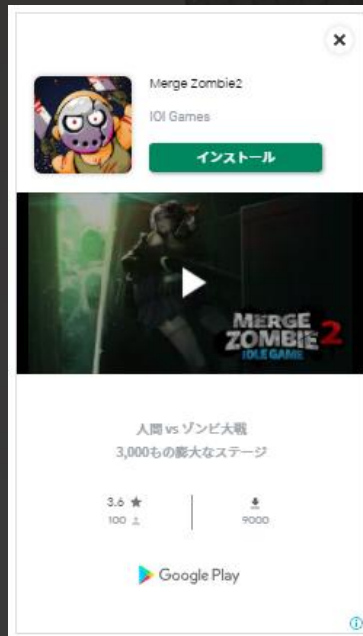 Merge Zombie2
IOI Games
インストール
MERGE
ZOMBIE 2
IDLE GAME
人間 vs ゾンビ大戦
3,000もの膨大なステージ
3.6 ★
100
9000
Google Play